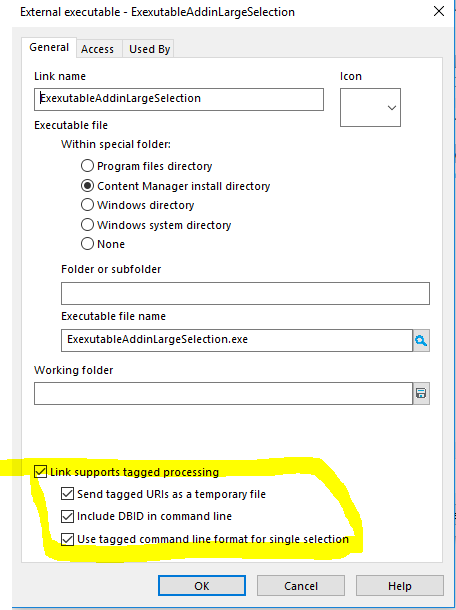 External executable - ExexutableAddinLargeSelection
General Access Used By
Link name
Icon
ExexutableAddinLargeSelection
Executable file
Within special folder:
Program files directory
Content Manager install directory
Windows directory
Windows system directory
None
Folder or subfolder
Executable file name
ExexutableAddinLargeSelection.exe
Working folder
Link supports tagged processing
Send tagged URIs as a temporary file
Include DBID in command line
Use tagged command line format for single selection
OK Cancel Help